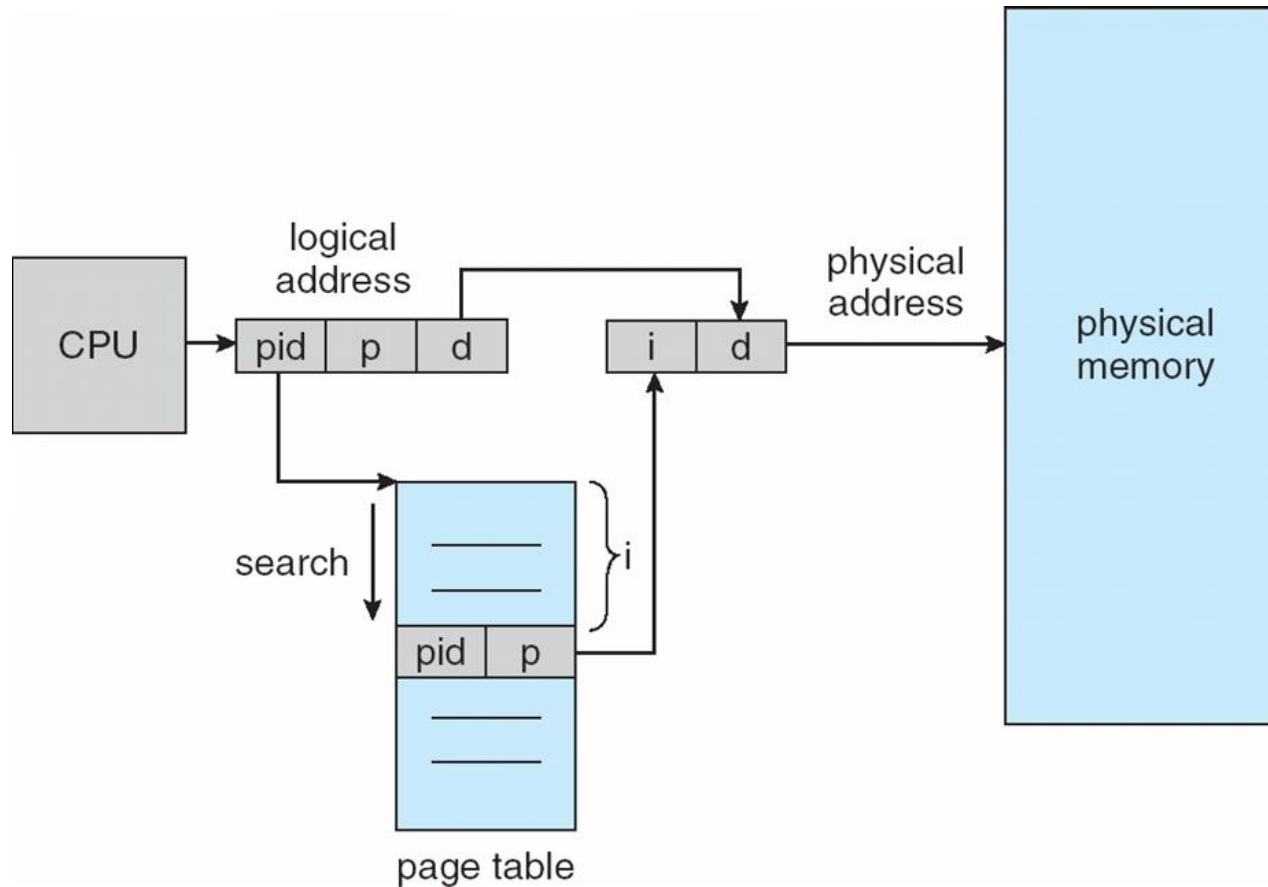 logical
address
physical
address
CPU
pid p d
i d
physical
memory
search
i
pid p
page table